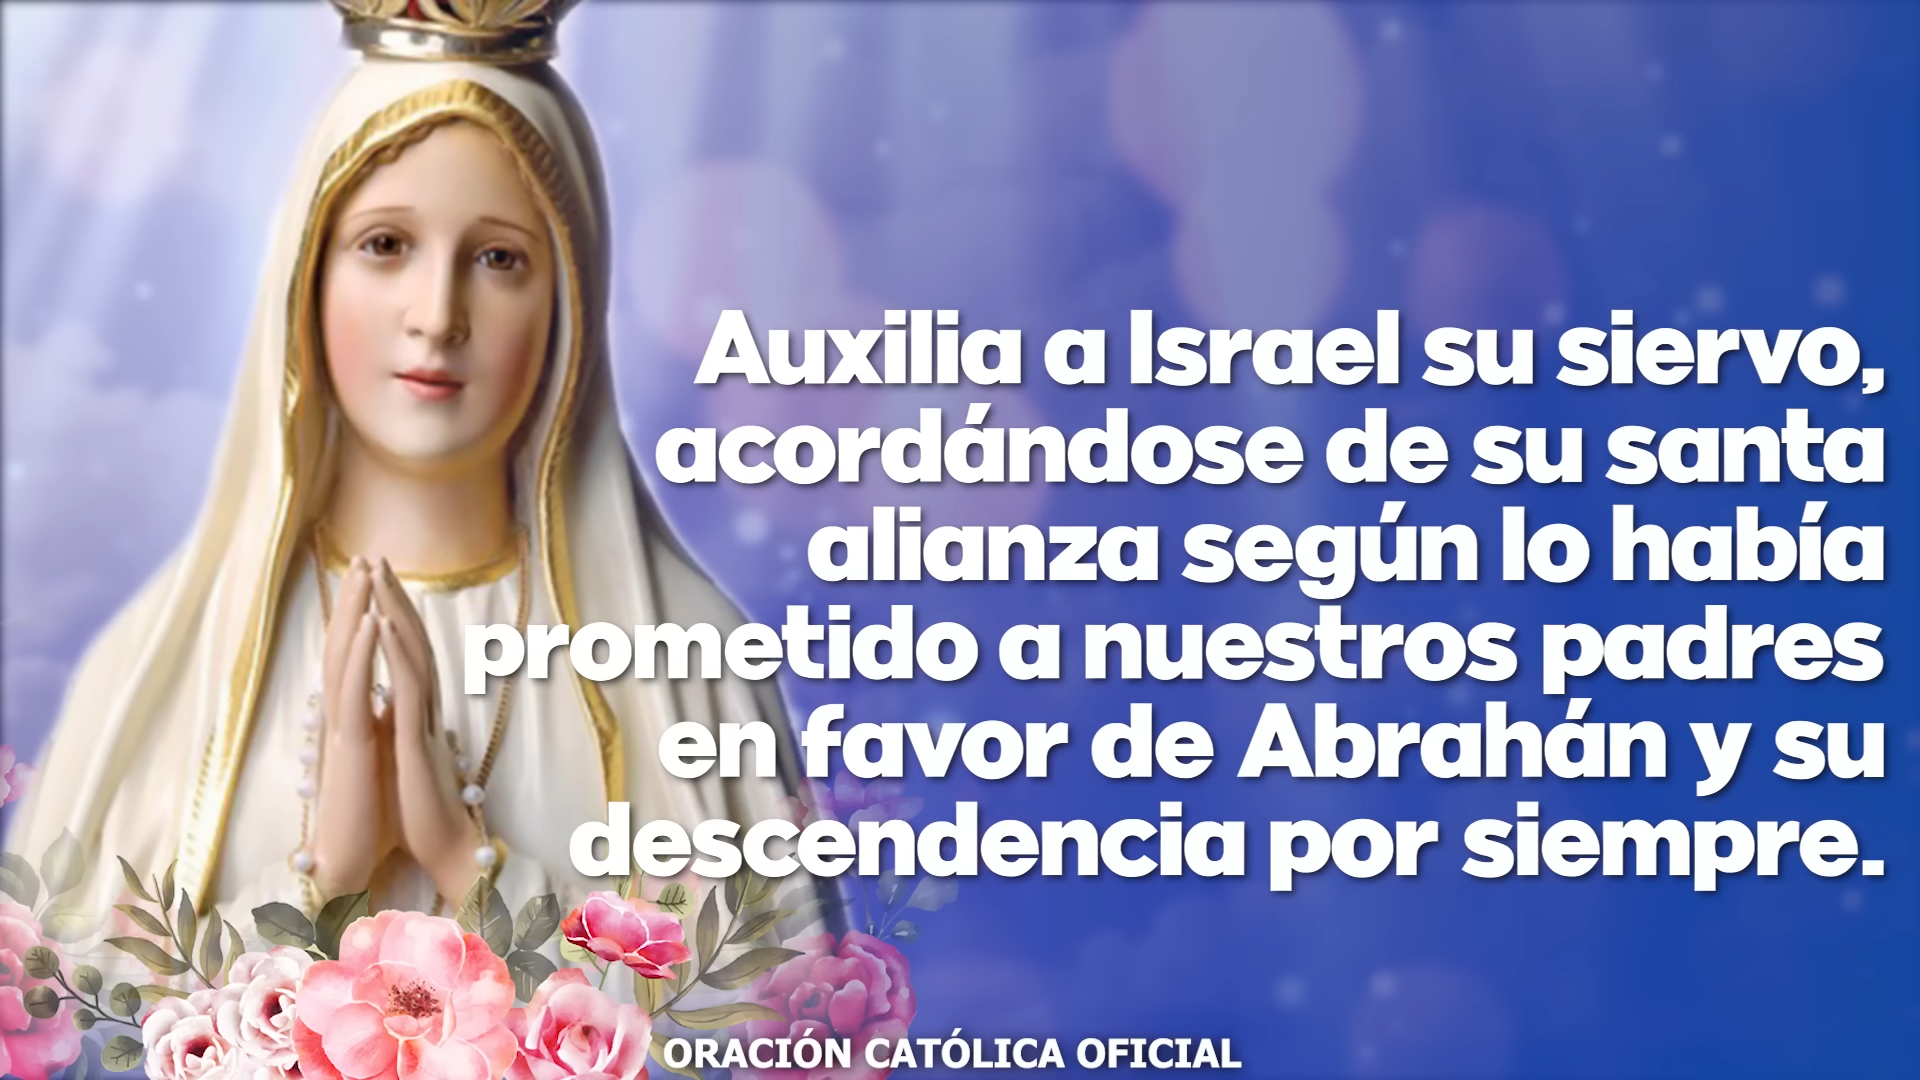 Auxilia a Israel su siervo,
acordándose de su santa
alianza según lo había
prometido a nuestros padres
en favor de Abrahán y su
descendencia por siempre.
ORACIÓN CATÓLICA OFICIAL